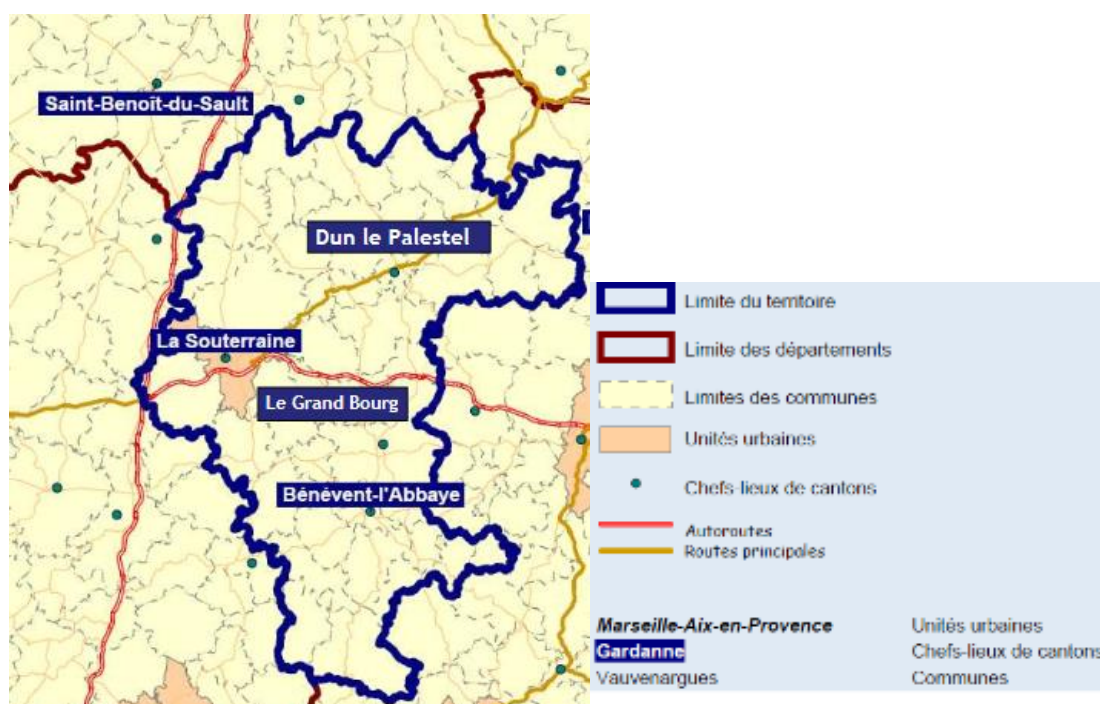 Saint-Benoît-du-Sault
Dun le Palestel
La Souterraine
Le Grand Bourg
Bénévent-l'Abbaye
Limite du territoire
Limite des départements
Limites des communes
Unités urbaines
Chefs-lieux de cantons
Autoroutes
Routes principales
Marseille-Aix-en-Provence Unités urbaines
Gardanne Chefs-lieux de cantons
Vauvenargues Communes